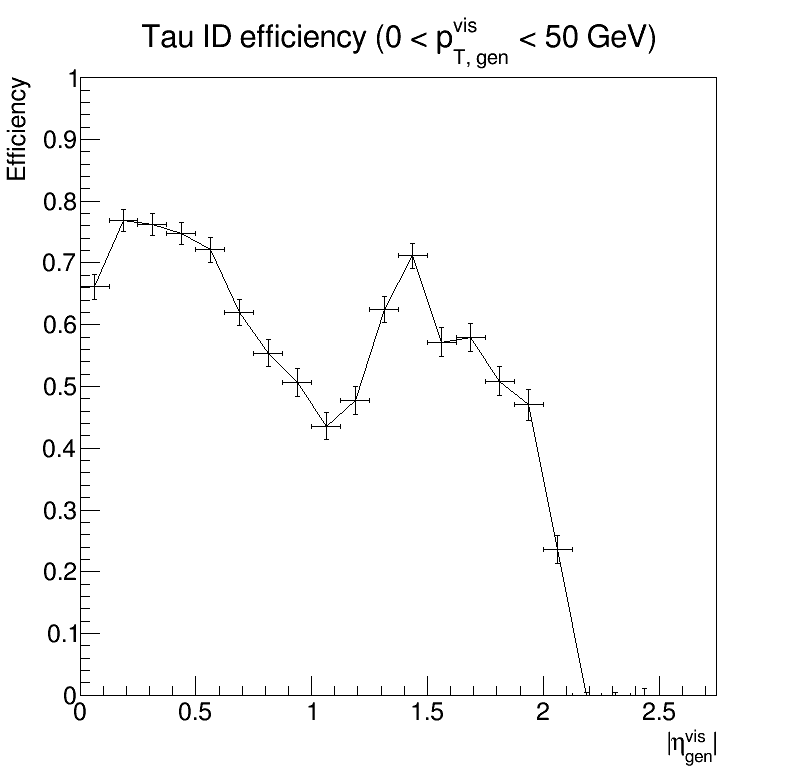 Tau ID efficiency (0 < p^vis_T, gen < 50 GeV)
Efficiency
1
0.9
0.8
0.7
0.6
0.5
0.4
0.3
0.2
0.1
0
0 0.5 1 1.5 2 2.5
|η^vis_gen|